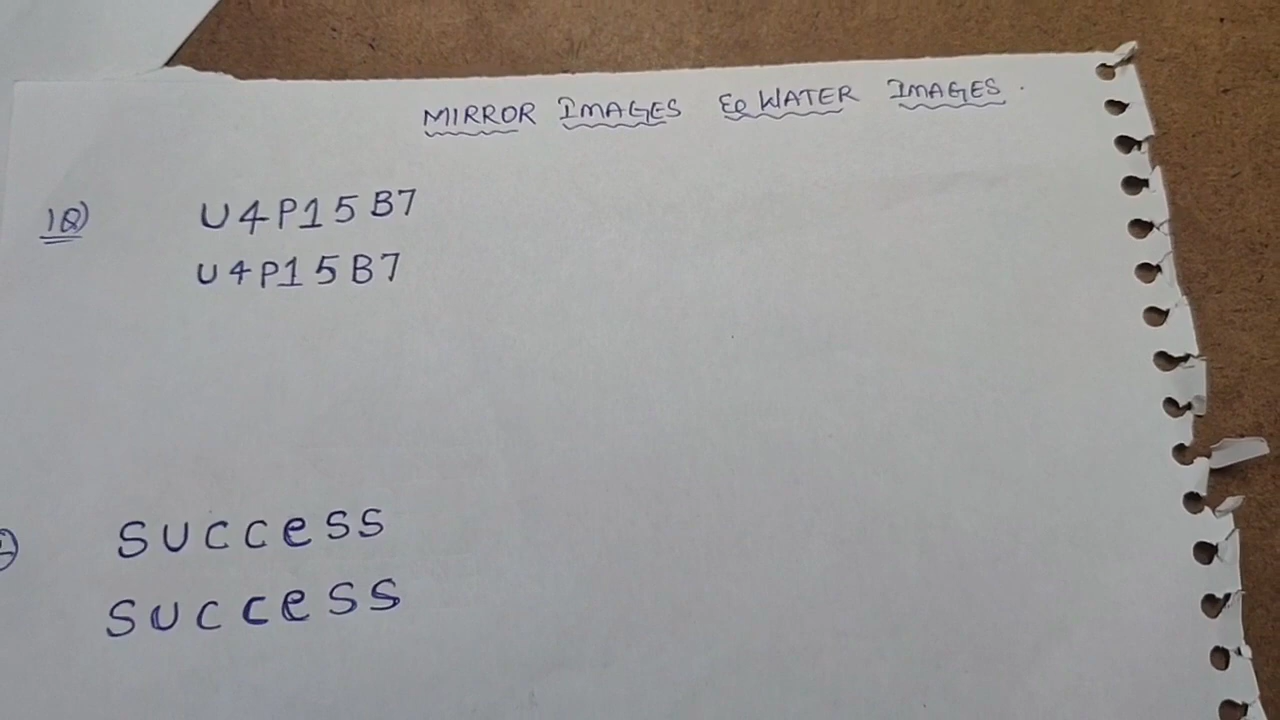 MIRROR IMAGES & WATER IMAGES.
1Q) U4P15B7
U4P15B7
success
success